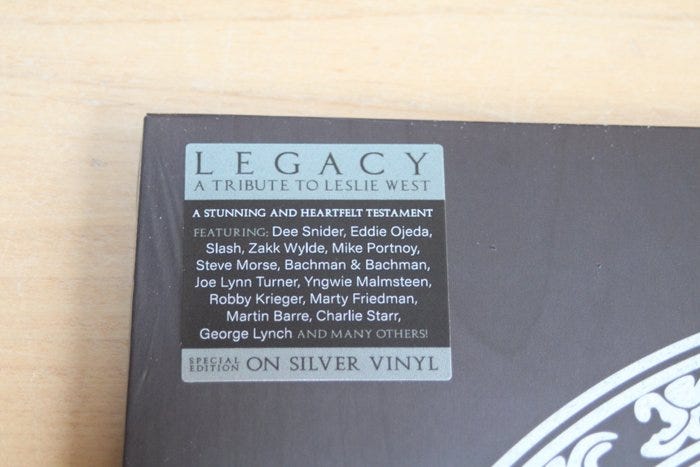 LEGACY
A TRIBUTE TO LESLIE WEST
A STUNNING AND HEARTFELT TESTAMENT
FEATURING: Dee Snider, Eddie Ojeda,
Slash, Zakk Wylde, Mike Portnoy,
Steve Morse, Bachman & Bachman,
Joe Lynn Turner, Yngwie Malmsteen,
Robby Krieger, Marty Friedman,
Martin Barre, Charlie Starr,
George Lynch AND MANY OTHERS!
SPECIAL
EDITION ON SILVER VINYL